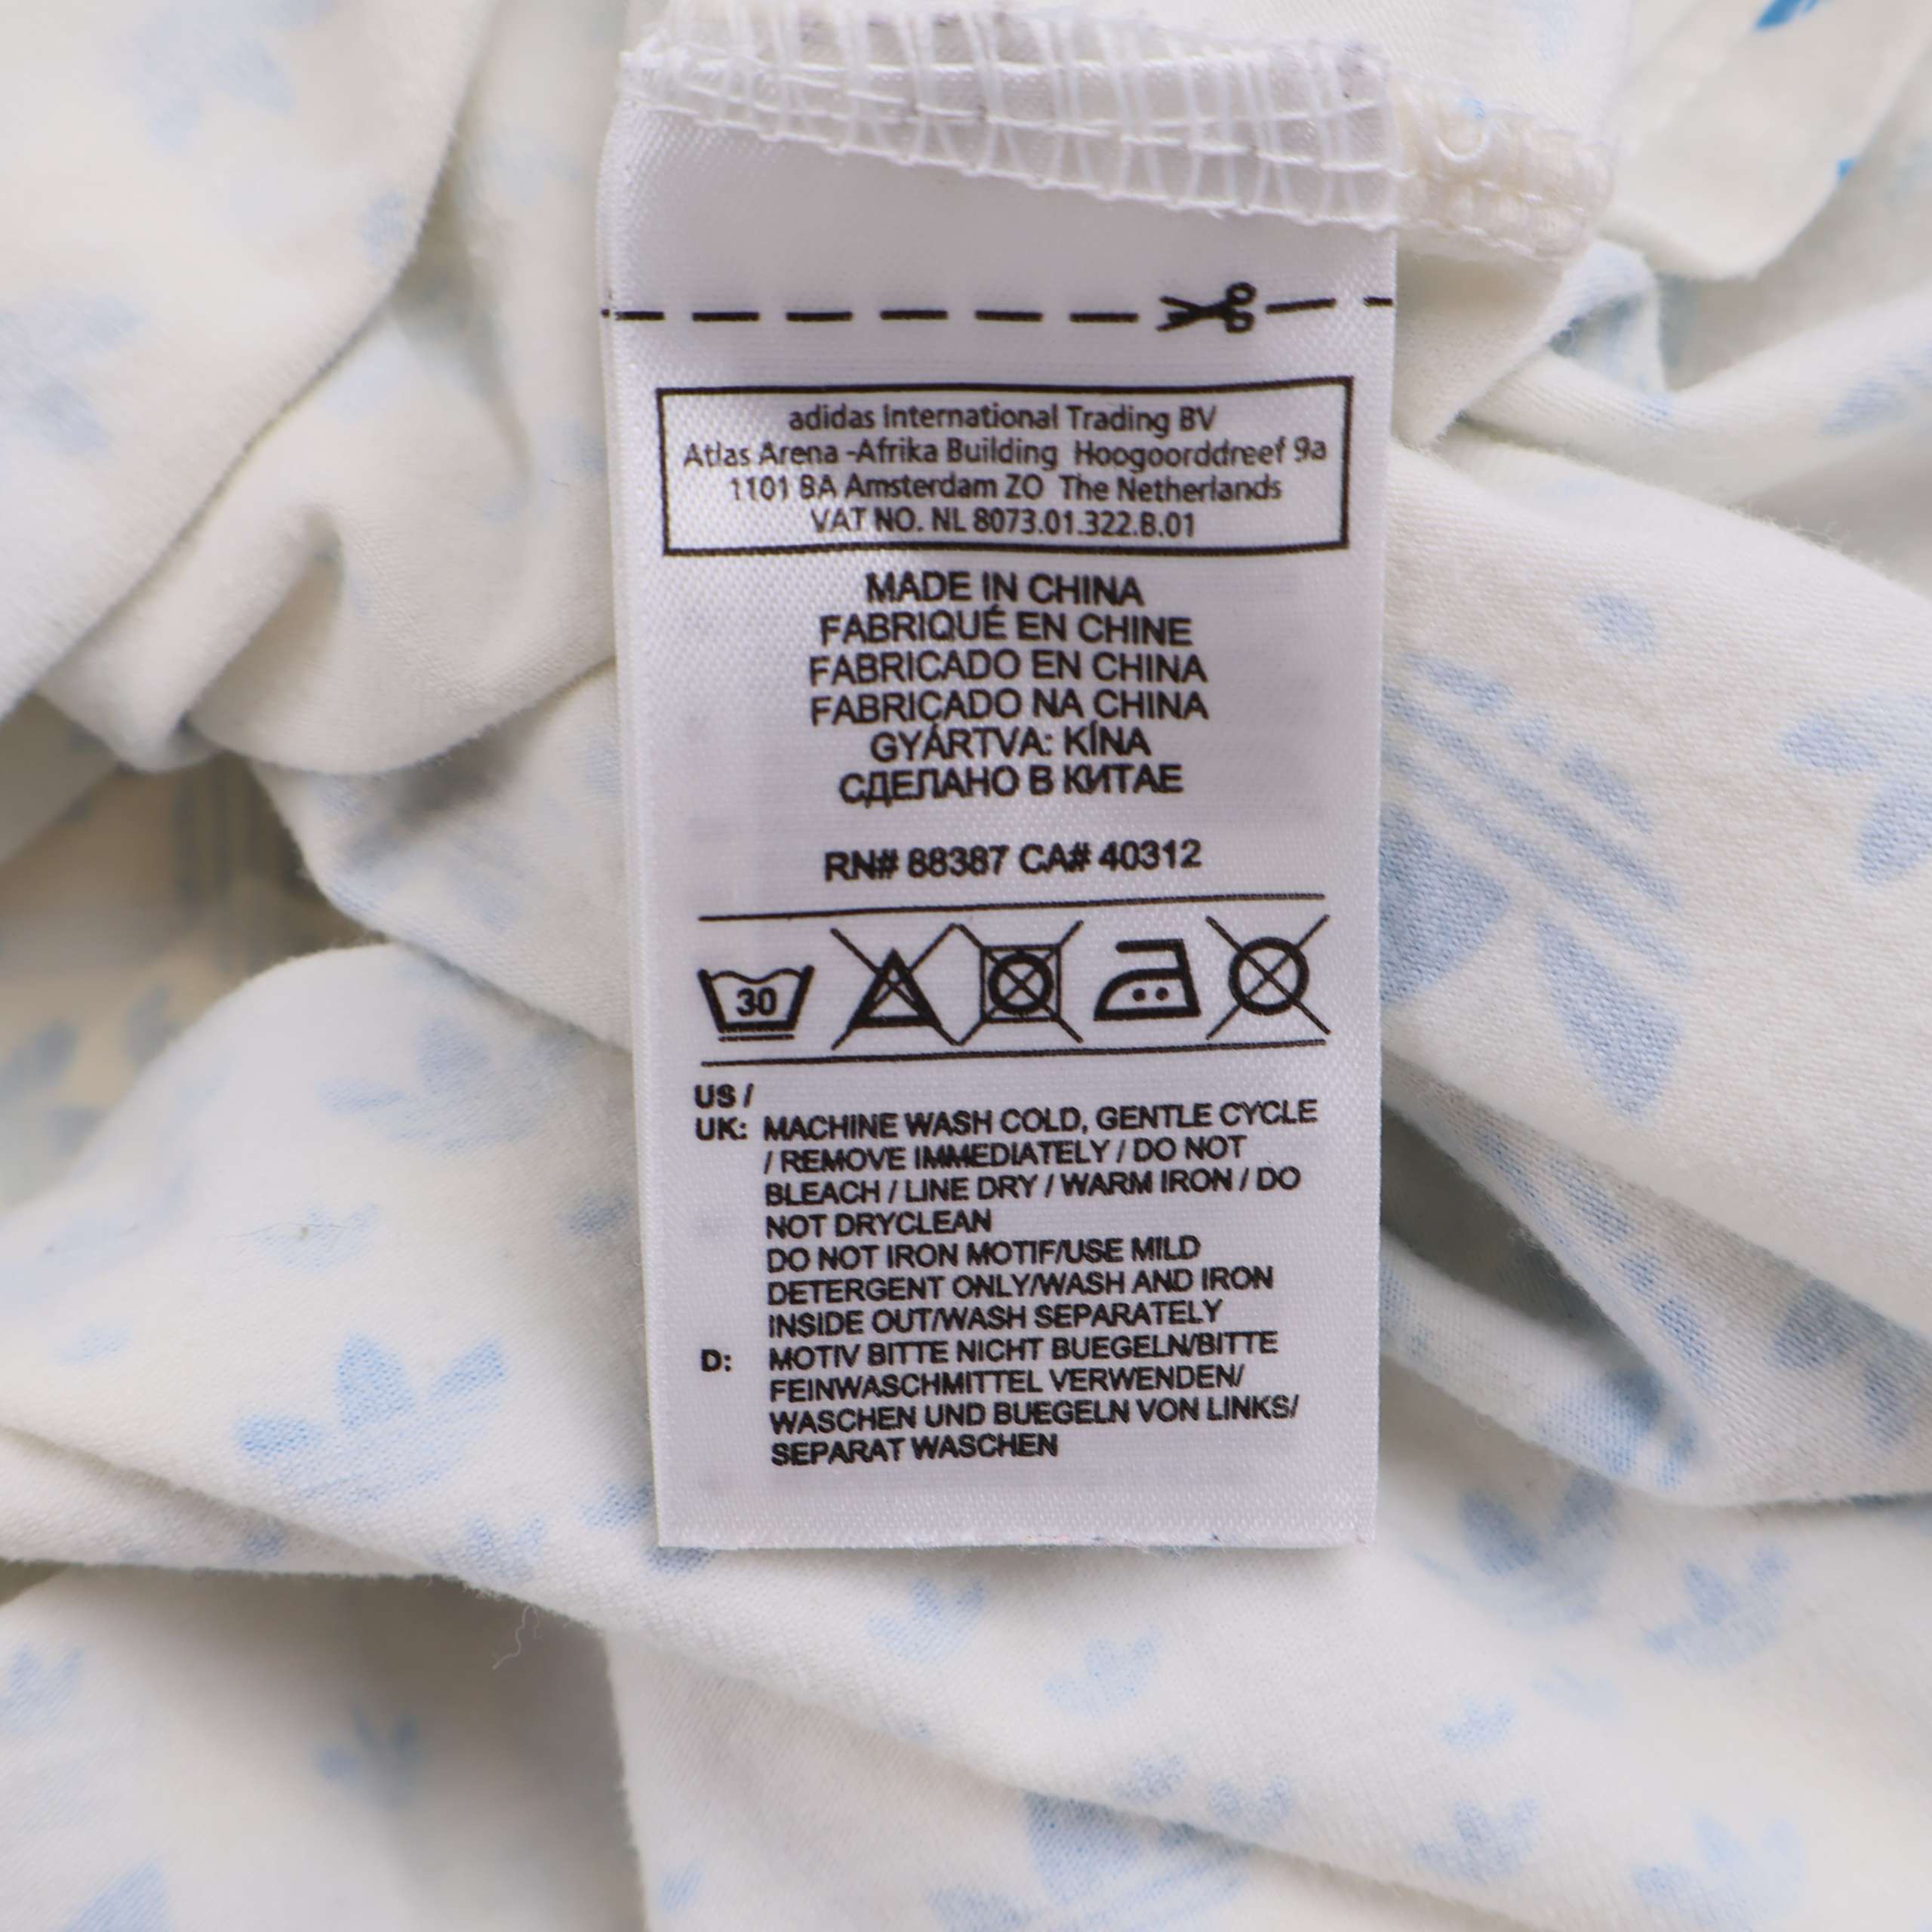 adidas International Trading BV
Atlas Arena -Afrika Building Hoogoorddreef 9a
1101 BA Amsterdam ZO The Netherlands
VAT NO. NL 8073.01.322.B.01
MADE IN CHINA
FABRIQUÉ EN CHINE
FABRICADO EN CHINA
FABRICADO NA CHINA
GYÁRTVA: KÍNA
СДЕЛАНО В КИТАЕ
RN# 88387 CA# 40312
30
US /
UK: MACHINE WASH COLD, GENTLE CYCLE
/ REMOVE IMMEDIATELY / DO NOT
BLEACH / LINE DRY / WARM IRON / DO
NOT DRYCLEAN
DO NOT IRON MOTIF/USE MILD
DETERGENT ONLY/WASH AND IRON
INSIDE OUT/WASH SEPARATELY
D: MOTIV BITTE NICHT BUEGELN/BITTE
FEINWASCHMITTEL VERWENDEN/
WASCHEN UND BUEGELN VON LINKS/
SEPARAT WASCHEN